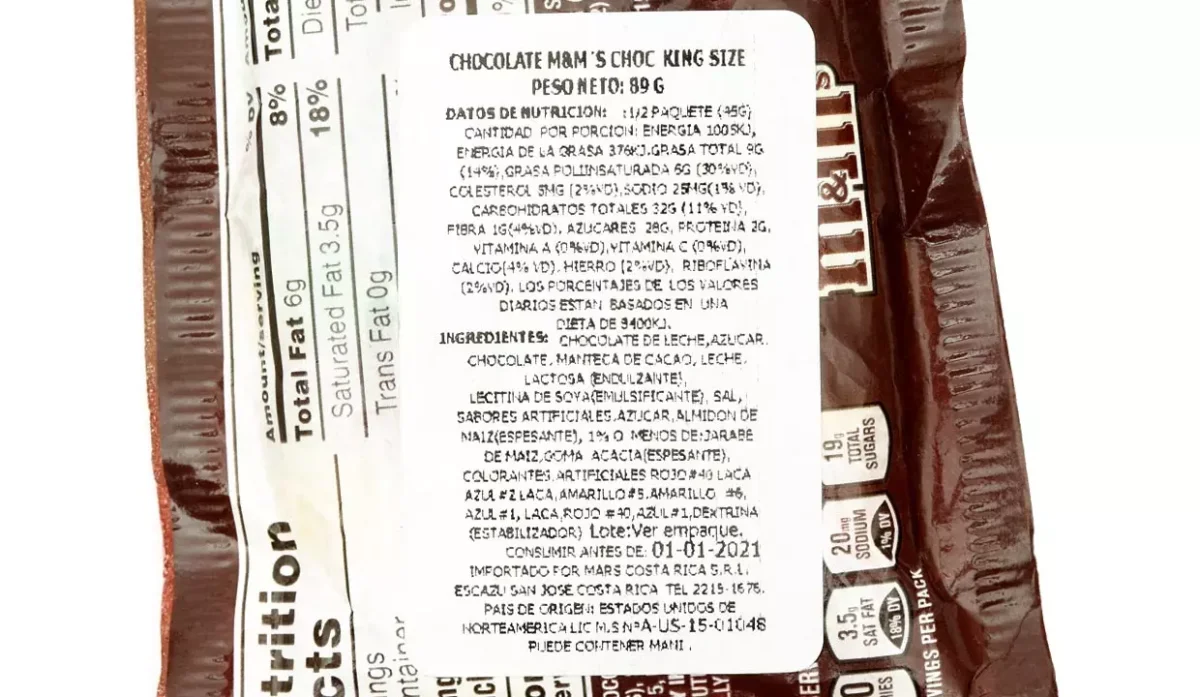 CHOCOLATE M&M´S CHOC KING SIZE
PESO NETO: 89 G
DATOS DE NUTRICION: :1/2 PAQUETE (45G)
CANTIDAD POR PORCION: ENERGIA 1005KJ,
ENERGIA DE LA GRASA 376KJ.GRASA TOTAL 9G
(14%),GRASA POLIINSATURADA 6G (30%VD),
COLESTEROL 5MG (2%VD),SODIO 25MG(1% VD),
CARBOHIDRATOS TOTALES 32G (11% VD),
FIBRA 1G(4%VD), AZUCARES 28G, PROTEINA 2G,
VITAMINA A (0%VD),VITAMINA C (0%VD),
CALCIO(4% VD). HIERRO (2%VD), RIBOFLAVINA
(2%VD). LOS PORCENTAJES DE LOS VALORES
DIARIOS ESTAN BASADOS EN UNA
DIETA DE 8400KJ.
INGREDIENTES: CHOCOLATE DE LECHE,AZUCAR.
CHOCOLATE, MANTECA DE CACAO, LECHE.
LACTOSA (ENDULZANTE),
LECITINA DE SOYA(EMULSIFICANTE), SAL,
SABORES ARTIFICIALES.AZUCAR,ALMIDON DE
MAIZ(ESPESANTE), 1% O MENOS DE:JARABE
DE MAIZ,GOMA ACACIA(ESPESANTE),
COLORANTES ARTIFICIALES ROJO#40 LACA
AZUL #2 LACA,AMARILLO #5.AMARILLO #6,
AZUL #1, LACA,ROJO #40,AZUL #1,DEXTRINA
(ESTABILIZADOR) Lote:Ver empaque.
CONSUMIR ANTES DE: 01-01-2021
IMPORTADO POR MARS COSTA RICA S.R.L.
ESCAZU SAN JOSE COSTA RICA TEL 2215-1676.
PAIS DE ORIGEN: ESTADOS UNIDOS DE
NORTEAMERICA LIC M.S NºA-US-15-01048
PUEDE CONTENER MANI.
Amount/serving
% DV
Total Fat 6g
8%
Saturated Fat 3.5g
18%
Trans Fat 0g
m&m's
19g TOTAL SUGARS
20mg SODIUM 1% DV
3.5g SAT FAT 18% DV
PER PACK